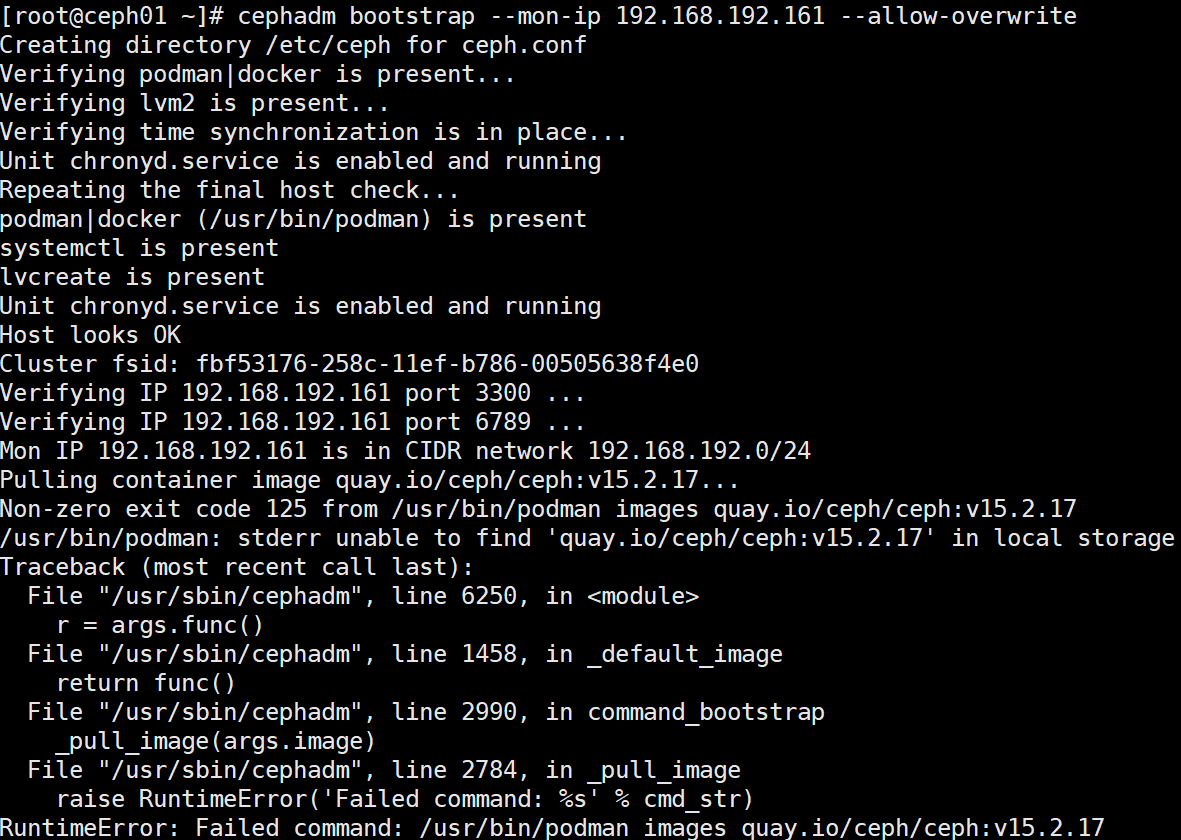 [root@ceph01 ~]# cephadm bootstrap --mon-ip 192.168.192.161 --allow-overwrite
Creating directory /etc/ceph for ceph.conf
Verifying podman|docker is present...
Verifying lvm2 is present...
Verifying time synchronization is in place...
Unit chronyd.service is enabled and running
Repeating the final host check...
podman|docker (/usr/bin/podman) is present
systemctl is present
lvcreate is present
Unit chronyd.service is enabled and running
Host looks OK
Cluster fsid: fbf53176-258c-11ef-b786-00505638f4e0
Verifying IP 192.168.192.161 port 3300 ...
Verifying IP 192.168.192.161 port 6789 ...
Mon IP 192.168.192.161 is in CIDR network 192.168.192.0/24
Pulling container image quay.io/ceph/ceph:v15.2.17...
Non-zero exit code 125 from /usr/bin/podman images quay.io/ceph/ceph:v15.2.17
/usr/bin/podman: stderr unable to find 'quay.io/ceph/ceph:v15.2.17' in local storage
Traceback (most recent call last):
  File "/usr/sbin/cephadm", line 6250, in <module>
    r = args.func()
  File "/usr/sbin/cephadm", line 1458, in _default_image
    return func()
  File "/usr/sbin/cephadm", line 2990, in command_bootstrap
    _pull_image(args.image)
  File "/usr/sbin/cephadm", line 2784, in _pull_image
    raise RuntimeError('Failed command: %s' % cmd_str)
RuntimeError: Failed command: /usr/bin/podman images quay.io/ceph/ceph:v15.2.17